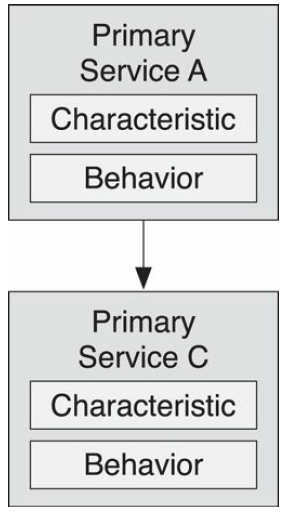 Primary
Service A
Characteristic
Behavior
Primary
Service C
Characteristic
Behavior